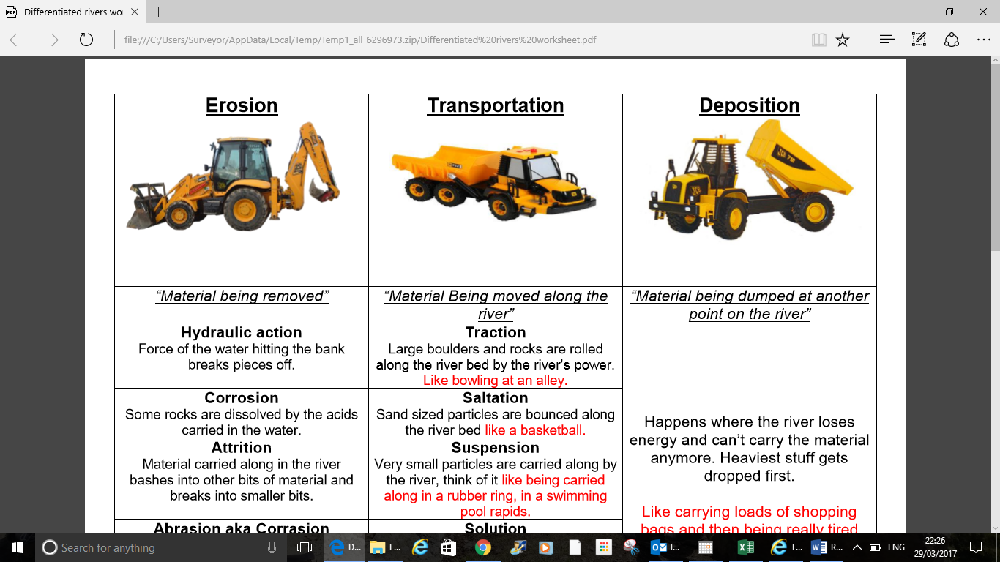 Differentiated rivers wo
file:///C:/Users/Surveyor/AppData/Local/Temp/Temp1_all-6296973.zip/Differentiated%20rivers%20worksheet.pdf
Erosion
Transportation
Deposition
JCB
"Material being removed"
"Material Being moved along the
river"
"Material being dumped at another
point on the river"
Hydraulic action
Force of the water hitting the bank
breaks pieces off.
Traction
Large boulders and rocks are rolled
along the river bed by the river's power.
Like bowling at an alley.
Corrosion
Some rocks are dissolved by the acids
carried in the water.
Saltation
Sand sized particles are bounced along
the river bed like a basketball.
Attrition
Material carried along in the river
bashes into other bits of material and
breaks into smaller bits.
Suspension
Very small particles are carried along by
the river, think of it like being carried
along in a rubber ring, in a swimming
pool rapids.
Abrasion aka Corrasion
Solution
Happens where the river loses
energy and can't carry the material
anymore. Heaviest stuff gets
dropped first.
Like carrying loads of shopping
bags and then being really tired
Search for anything
D...
F...
I...
T...
R...
ENG
22:26
29/03/2017